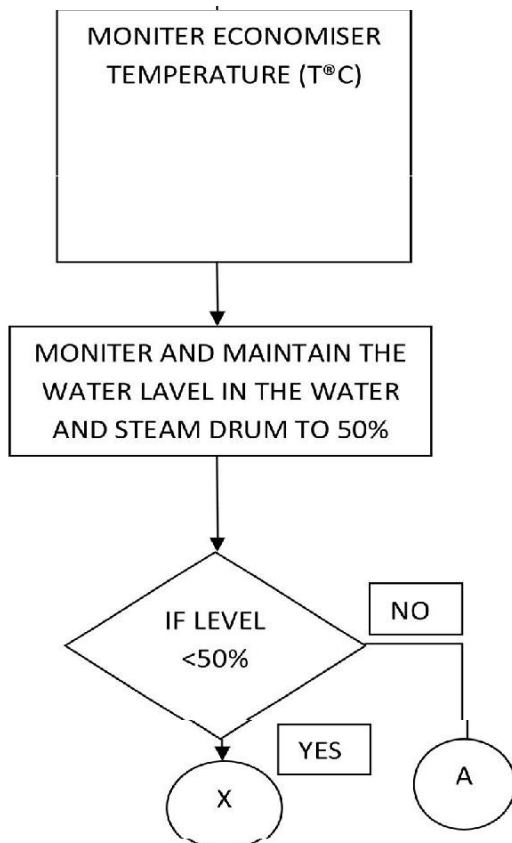 MONITER ECONOMISER
TEMPERATURE (T®C)
MONITER AND MAINTAIN THE
WATER LAVEL IN THE WATER
AND STEAM DRUM TO 50%
IF LEVEL
<50%
NO
YES
X
A